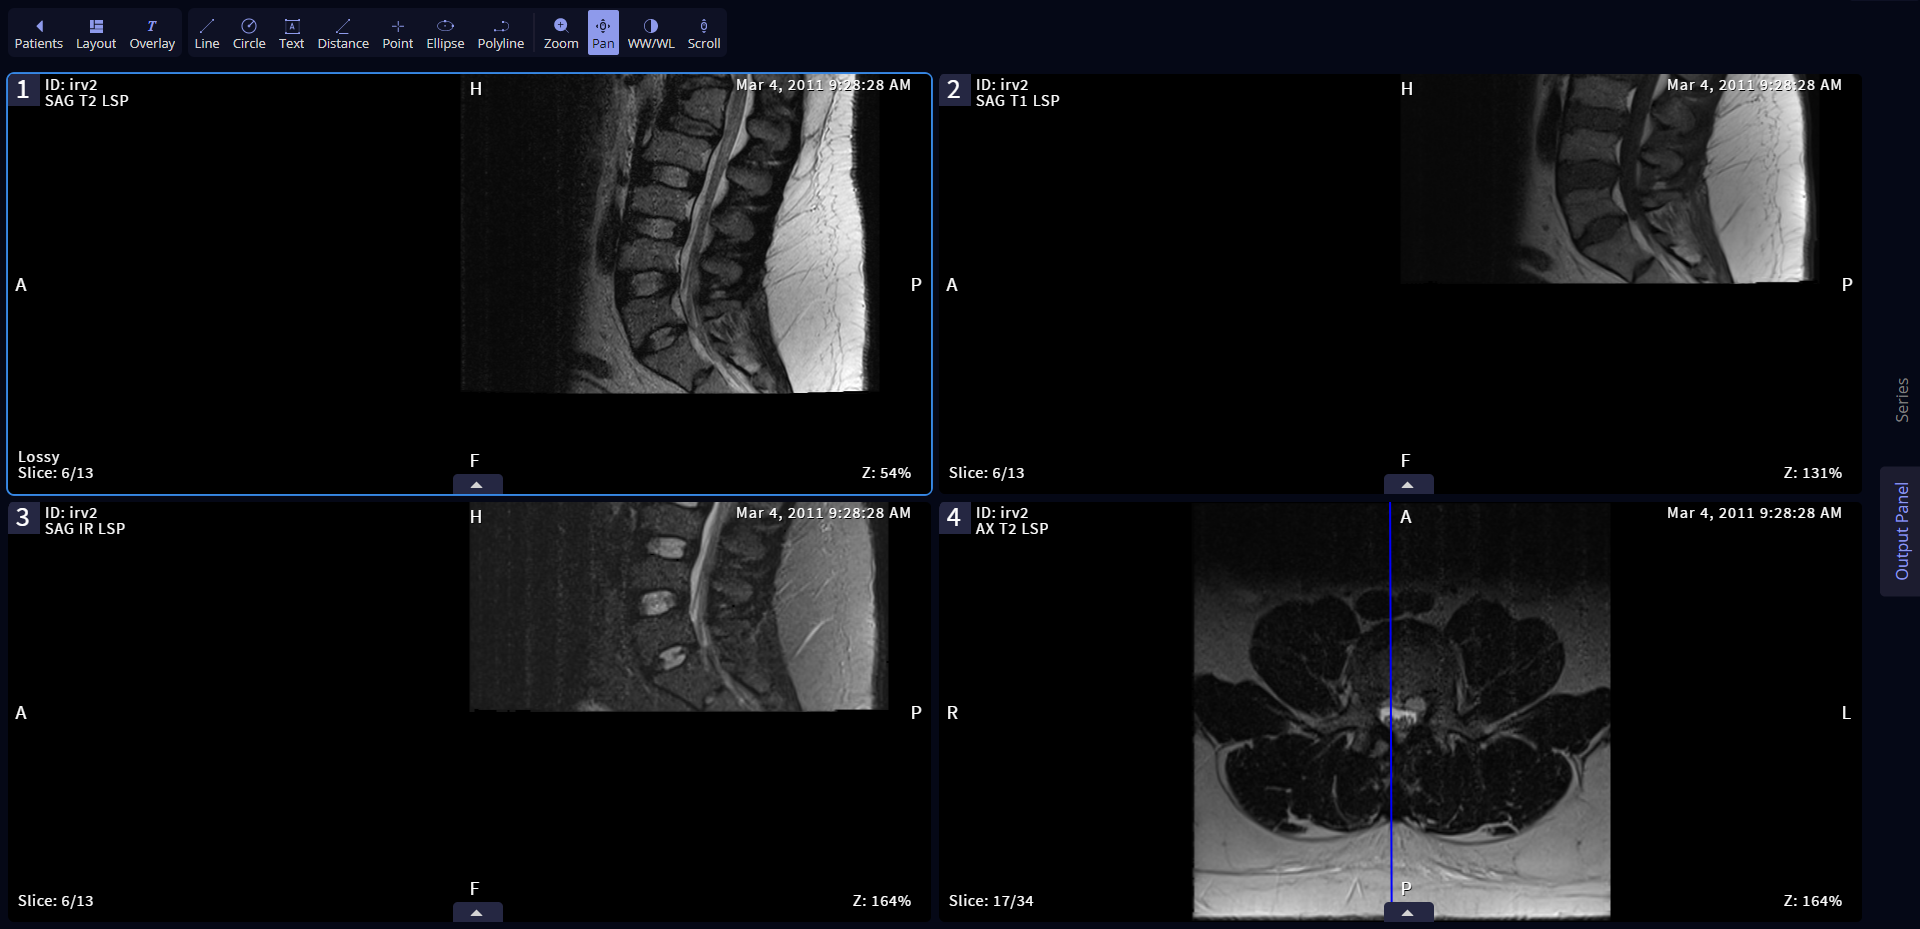 Patients Layout Overlay Line Circle Text Distance Point Ellipse Polyline Zoom Pan WW/WL Scroll
1 ID: irv2 H Mar 4, 2011 9:28:28 AM
SAG T2 LSP
A P
Lossy
Slice: 6/13 F Z: 54%
2 ID: irv2 H Mar 4, 2011 9:28:28 AM
SAG T1 LSP
A P
Slice: 6/13 F Z: 131%
3 ID: irv2 H Mar 4, 2011 9:28:28 AM
SAG IR LSP
A P
Slice: 6/13 F Z: 164%
4 ID: irv2 A Mar 4, 2011 9:28:28 AM
AX T2 LSP
R L
Slice: 17/34 P Z: 164%
Series
Output Panel